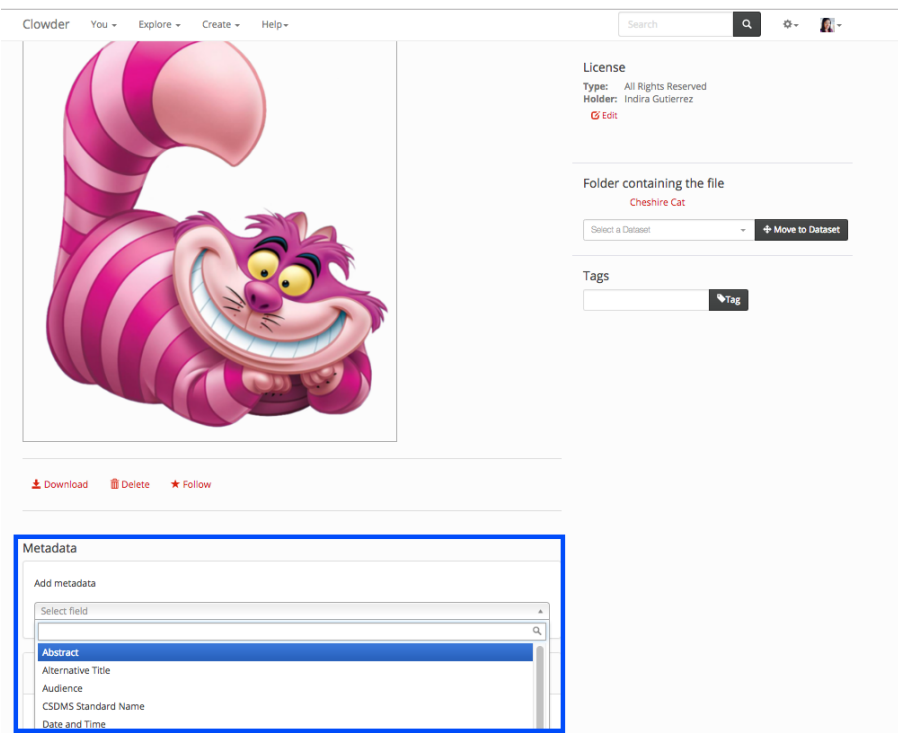 Clowder You Explore Create Help Search
License
Type: All Rights Reserved
Holder: Indira Gutierrez
Edit
Folder containing the file
Cheshire Cat
Select a Dataset Move to Dataset
Tags
Tag
Download Delete Follow
Metadata
Add metadata
Select field
Abstract
Alternative Title
Audience
CSDMS Standard Name
Date and Time